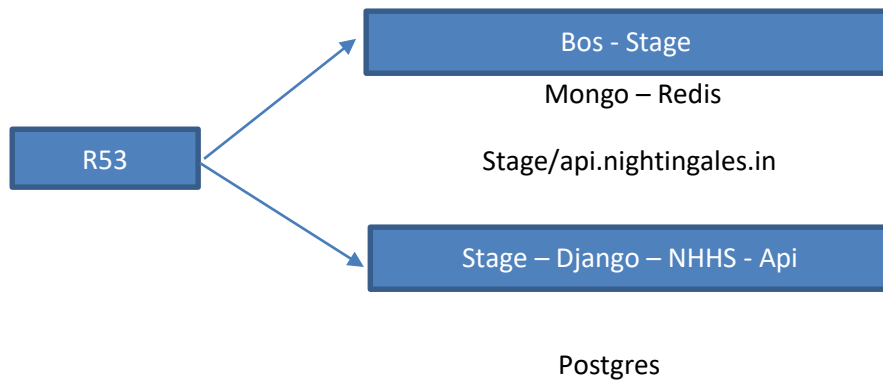 Bos - Stage
Mongo – Redis
R53
Stage/api.nightingales.in
Stage – Django – NHHS - Api
Postgres